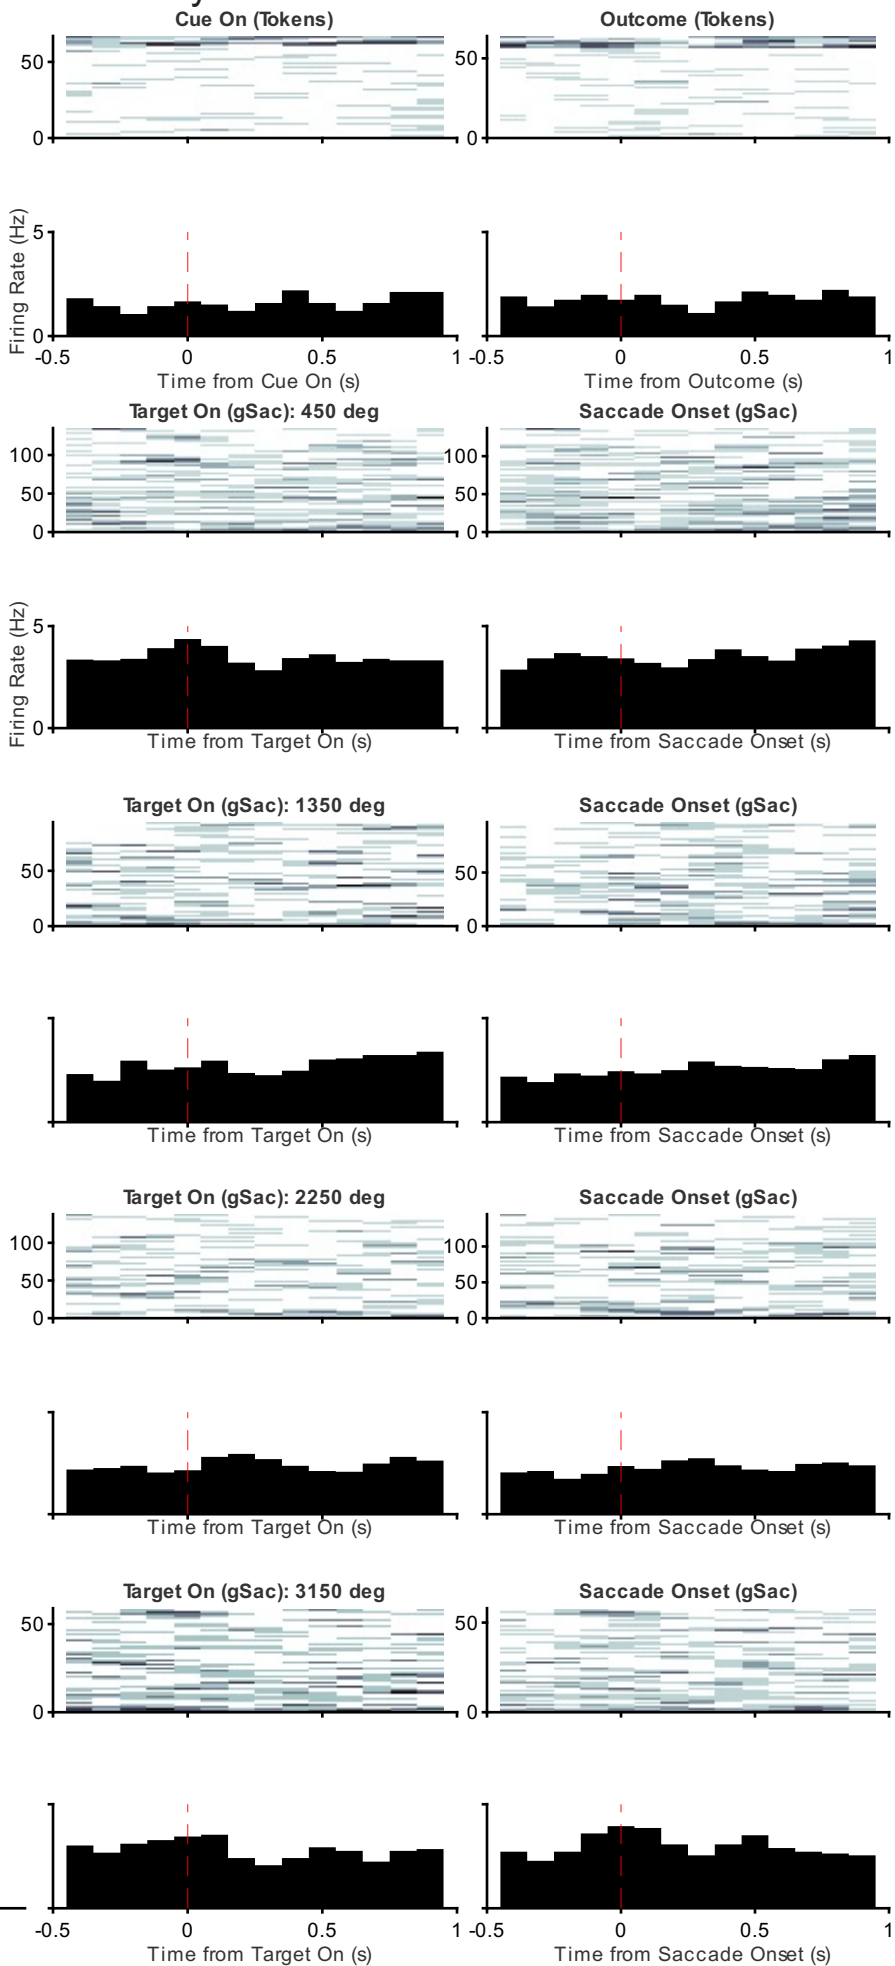 y
Cue On (Tokens) Outcome (Tokens)
50 50
0 0
Firing Rate (Hz)
5
0
-0.5 0 0.5 1 -0.5 0 0.5 1
Time from Cue On (s) Time from Outcome (s)
Target On (gSac): 450 deg Saccade Onset (gSac)
100 100
50 50
0 0
Firing Rate (Hz)
5
0
Time from Target On (s) Time from Saccade Onset (s)
Target On (gSac): 1350 deg Saccade Onset (gSac)
50 50
0 0
Time from Target On (s) Time from Saccade Onset (s)
Target On (gSac): 2250 deg Saccade Onset (gSac)
100 100
50 50
0 0
Time from Target On (s) Time from Saccade Onset (s)
Target On (gSac): 3150 deg Saccade Onset (gSac)
50 50
0 0
-0.5 0 0.5 1 -0.5 0 0.5 1
Time from Target On (s) Time from Saccade Onset (s)